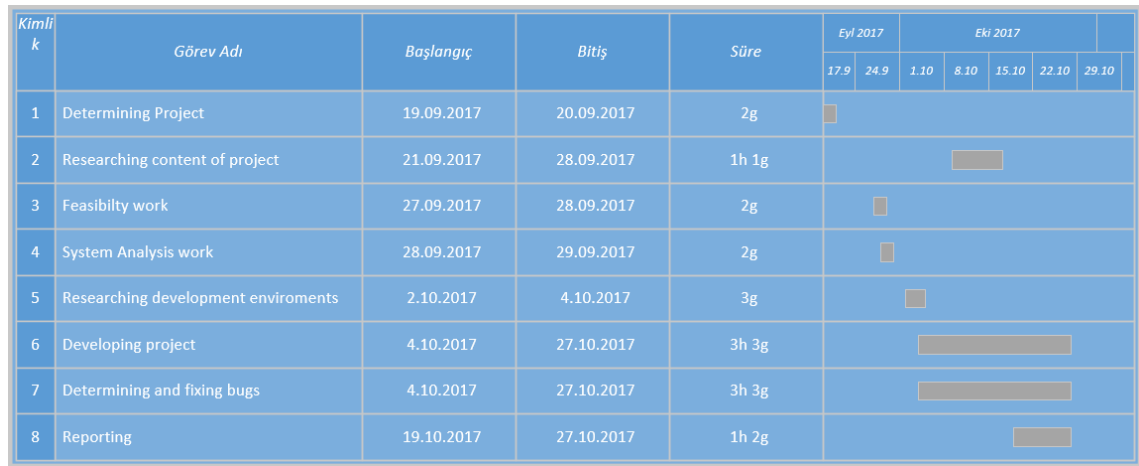 Kimli
k
Görev Adı
Başlangıç
Bitiş
Süre
Eyl 2017
Eki 2017
17.9 24.9 1.10 8.10 15.10 22.10 29.10
1 Determining Project 19.09.2017 20.09.2017 2g
2 Researching content of project 21.09.2017 28.09.2017 1h 1g
3 Feasibilty work 27.09.2017 28.09.2017 2g
4 System Analysis work 28.09.2017 29.09.2017 2g
5 Researching development enviroments 2.10.2017 4.10.2017 3g
6 Developing project 4.10.2017 27.10.2017 3h 3g
7 Determining and fixing bugs 4.10.2017 27.10.2017 3h 3g
8 Reporting 19.10.2017 27.10.2017 1h 2g